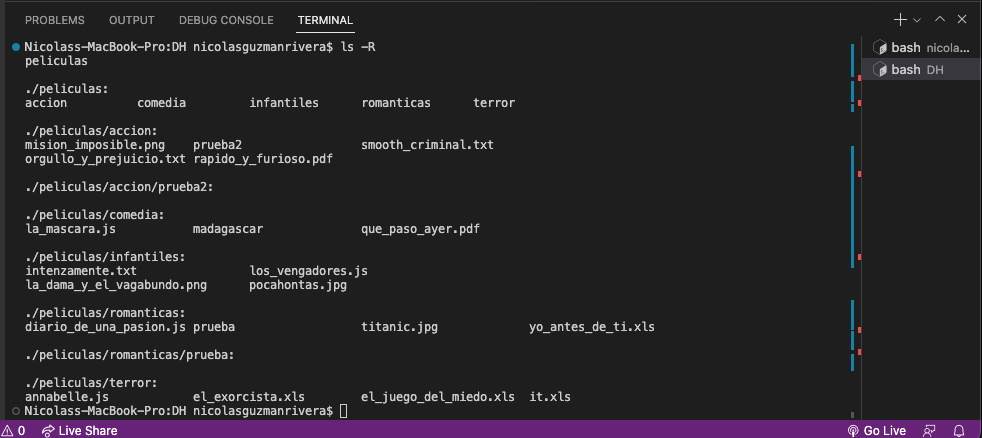 PROBLEMS OUTPUT DEBUG CONSOLE TERMINAL
Nicolass-MacBook-Pro:DH nicolasguzmanrivera$ ls -R
peliculas
./peliculas:
accion comedia infantiles romanticas terror
./peliculas/accion:
mision_imposible.png prueba2 smooth_criminal.txt
orgullo_y_prejuicio.txt rapido_y_furioso.pdf
./peliculas/accion/prueba2:
./peliculas/comedia:
la_mascara.js madagascar que_paso_ayer.pdf
./peliculas/infantiles:
intenzamente.txt los_vengadores.js
la_dama_y_el_vagabundo.png pocahontas.jpg
./peliculas/romanticas:
diario_de_una_pasion.js prueba titanic.jpg yo_antes_de_ti.xls
./peliculas/romanticas/prueba:
./peliculas/terror:
annabelle.js el_exorcista.xls el_juego_del_miedo.xls it.xls
Nicolass-MacBook-Pro:DH nicolasguzmanrivera$
bash nicola...
bash DH
0 Live Share Go Live